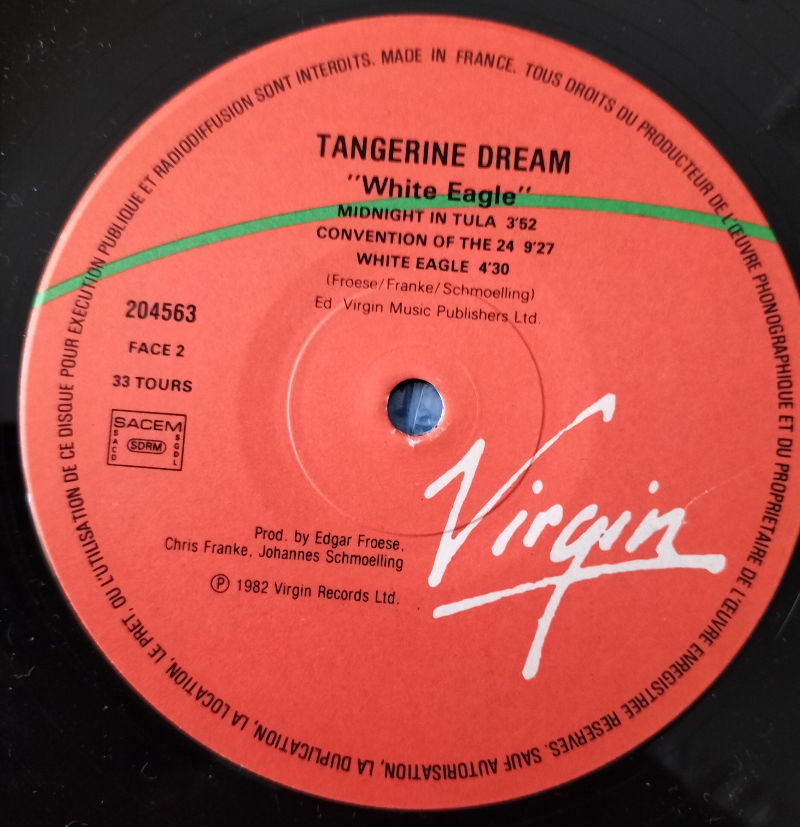 TANGERINE DREAM
"White Eagle"
MIDNIGHT IN TULA 3'52
CONVENTION OF THE 24 9'27
WHITE EAGLE 4'30
(Froese/Franke/Schmoelling)
Ed. Virgin Music Publishers Ltd.
204563
FACE 2
33 TOURS
SACEM
SACD
SDRM
SGDL
Prod. by Edgar Froese,
Chris Franke, Johannes Schmoelling
Ⓟ 1982 Virgin Records Ltd.
Virgin
MADE IN FRANCE. TOUS DROITS DU PRODUCTEUR DE L'ŒUVRE PHONOGRAPHIQUE ET DU PROPRIETAIRE DE L'ŒUVRE ENREGISTREE RESERVES. SAUF AUTORISATION, LA DUPLICATION, LA LOCATION, LE PRET, OU L'UTILISATION DE CE DISQUE POUR EXECUTION PUBLIQUE ET RADIODIFFUSION SONT INTERDITS.